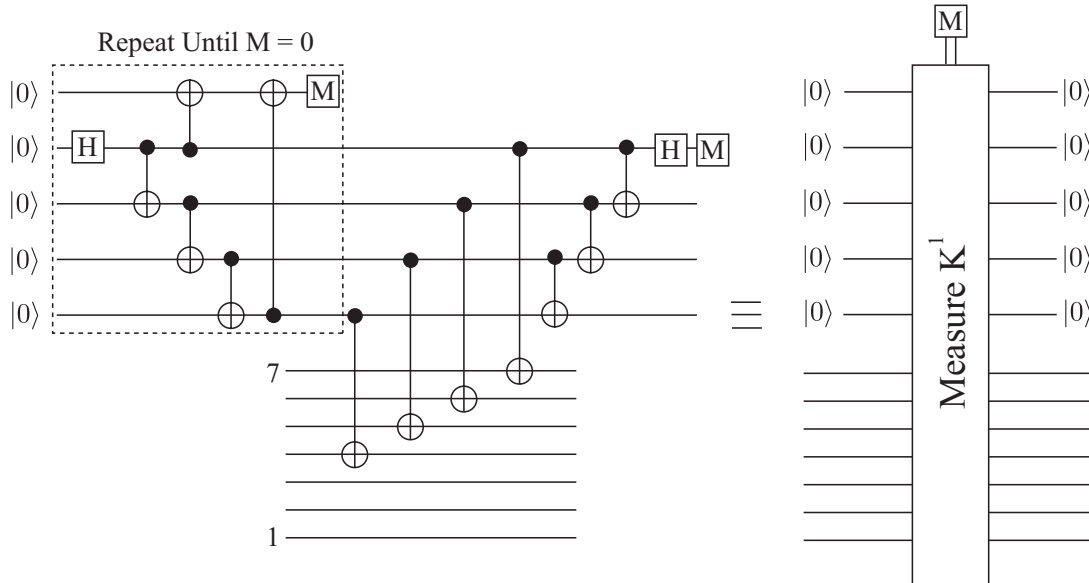 M
Repeat Until M = 0
|0⟩ M |0⟩ |0⟩
|0⟩ H H M |0⟩ |0⟩
|0⟩ |0⟩ |0⟩
|0⟩ |0⟩ |0⟩
|0⟩ |0⟩ |0⟩
≡
7
1
Measure K¹